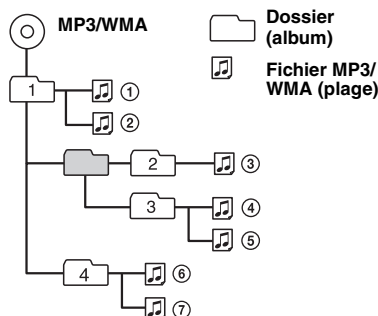 MP3/WMA
Dossier
(album)
Fichier MP3/
WMA (plage)
1
①
②
2
③
3
④
⑤
4
⑥
⑦